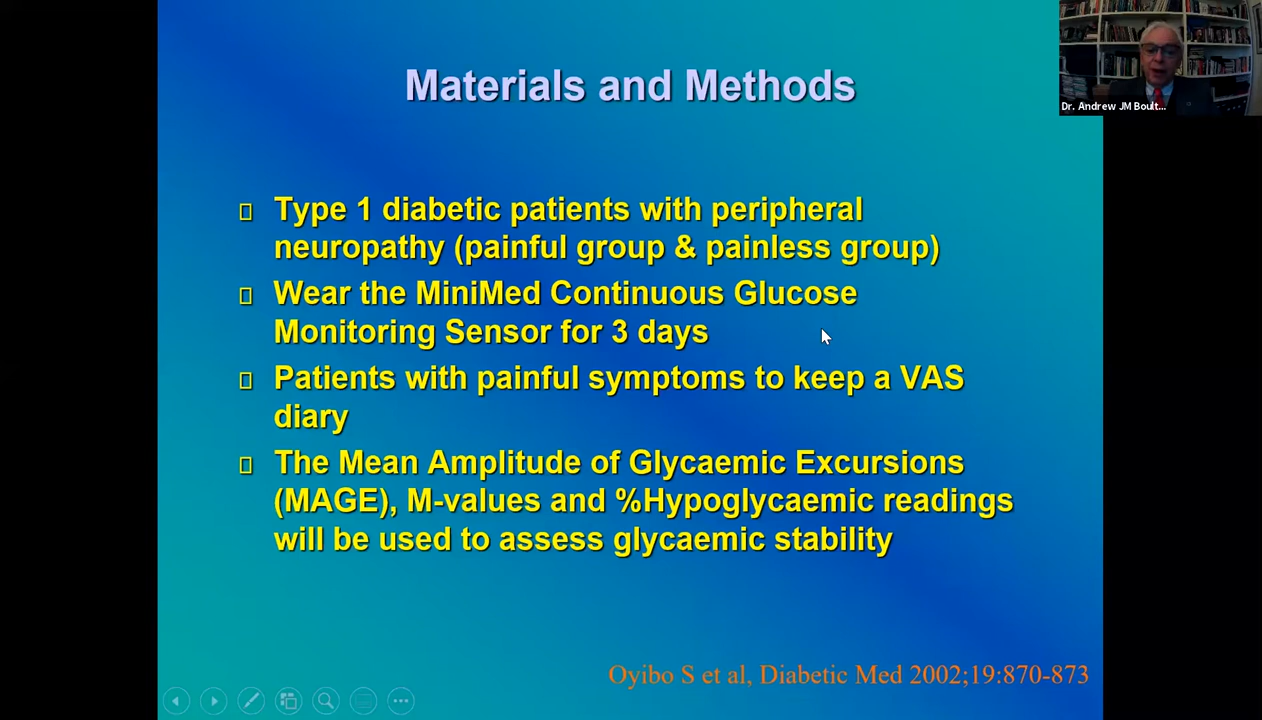 Materials and Methods
Dr. Andrew JM Boult...
Type 1 diabetic patients with peripheral
neuropathy (painful group & painless group)
Wear the MiniMed Continuous Glucose
Monitoring Sensor for 3 days
Patients with painful symptoms to keep a VAS
diary
The Mean Amplitude of Glycaemic Excursions
(MAGE), M-values and %Hypoglycaemic readings
will be used to assess glycaemic stability
Oyibo S et al, Diabetic Med 2002;19:870-873